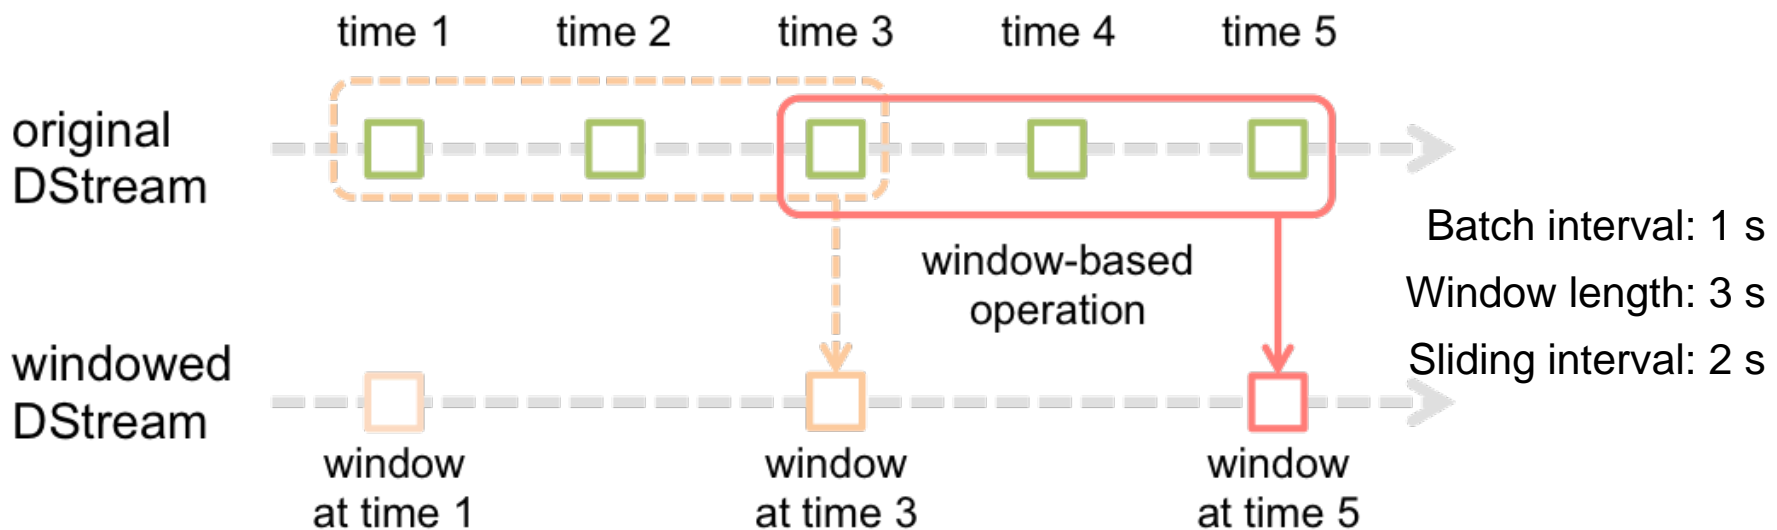 time 1 time 2 time 3 time 4 time 5
original
DStream
Batch interval: 1 s
window-based
operation
Window length: 3 s
Sliding interval: 2 s
windowed
DStream
window
at time 1
window
at time 3
window
at time 5